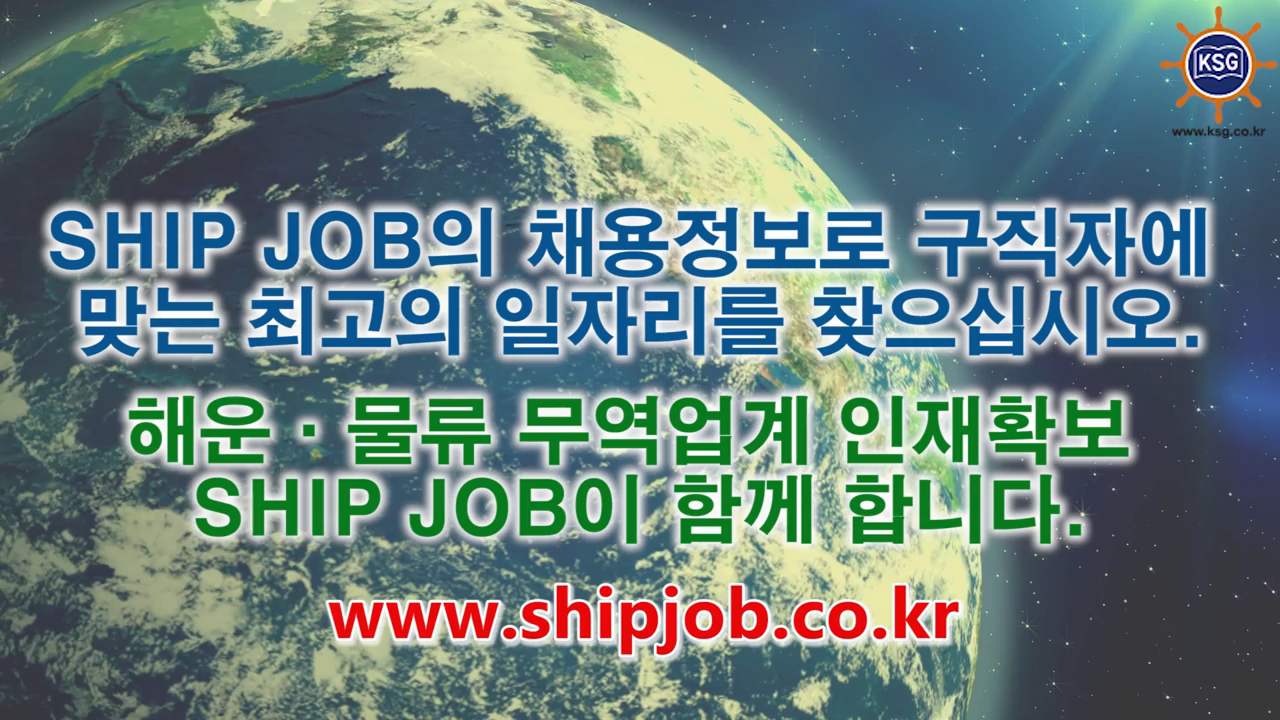 KSG
www.ksg.co.kr
SHIP JOB의 채용정보로 구직자에
맞는 최고의 일자리를 찾으십시오.
해운 · 물류 무역업계 인재확보
SHIP JOB이 함께 합니다.
www.shipjob.co.kr